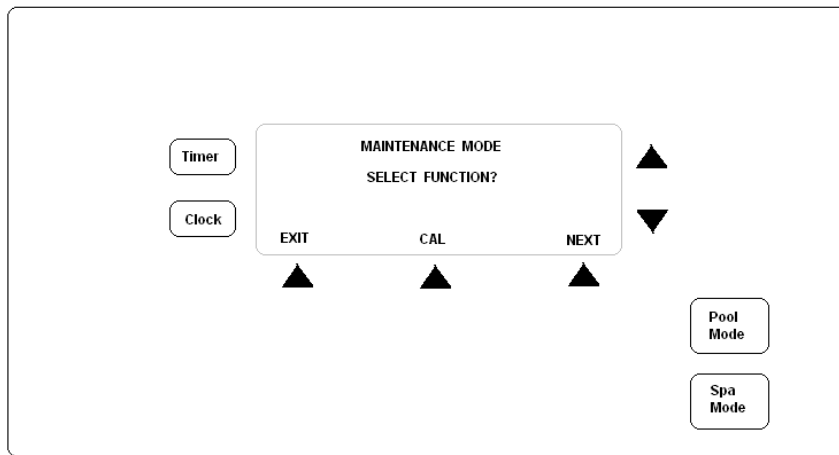 Timer
Clock
MAINTENANCE MODE
SELECT FUNCTION?
EXIT CAL NEXT
Pool
Mode
Spa
Mode